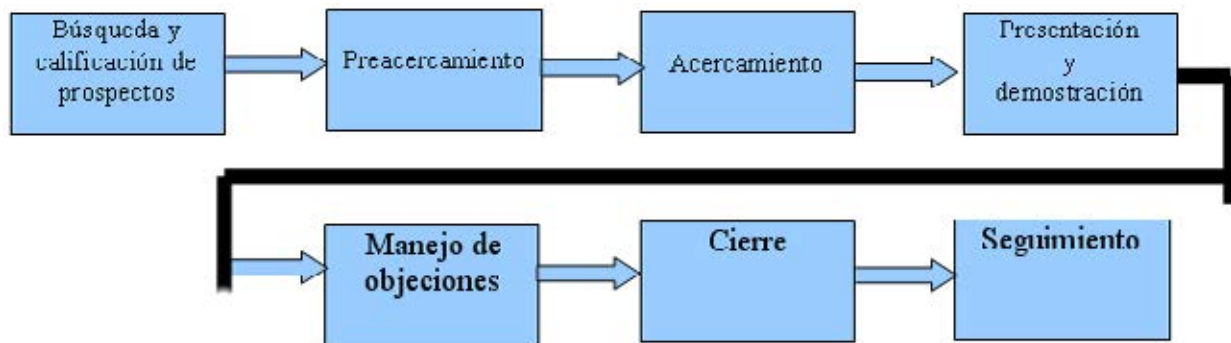 Búsqueda y
calificación de
prospectos
Preacercamiento
Acercamiento
Presentación
y
demostración
Manejo de
objeciones
Cierre
Seguimiento